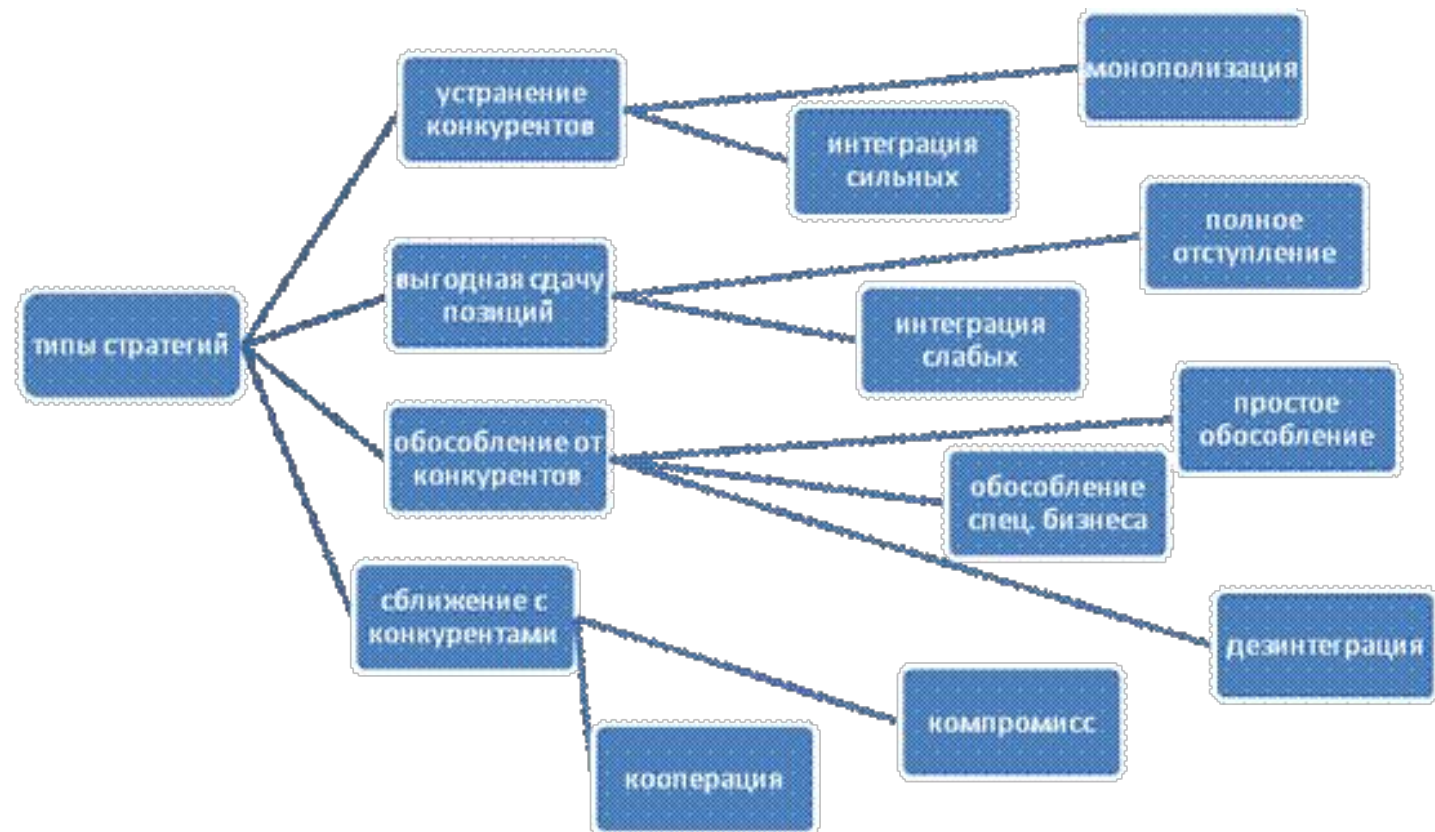 монополизация
устранение
конкурентов
интеграция
сильных
полное
отступление
выгодная сдачу
позиций
интеграция
слабых
типы стратегий
простое
обособление
обособление от
конкурентов
обособление
спец. бизнеса
сближение с
конкурентами
дезинтеграция
компромисс
кооперация